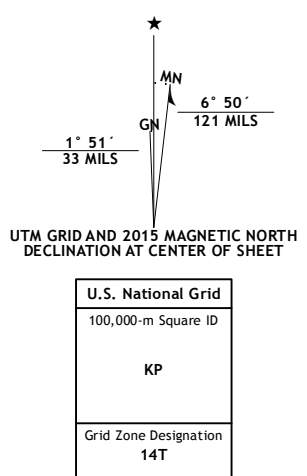 ★
MN
GN
6° 50´
121 MILS
1° 51´
33 MILS
UTM GRID AND 2015 MAGNETIC NORTH
DECLINATION AT CENTER OF SHEET
U.S. National Grid
100,000-m Square ID
KP
Grid Zone Designation
14T